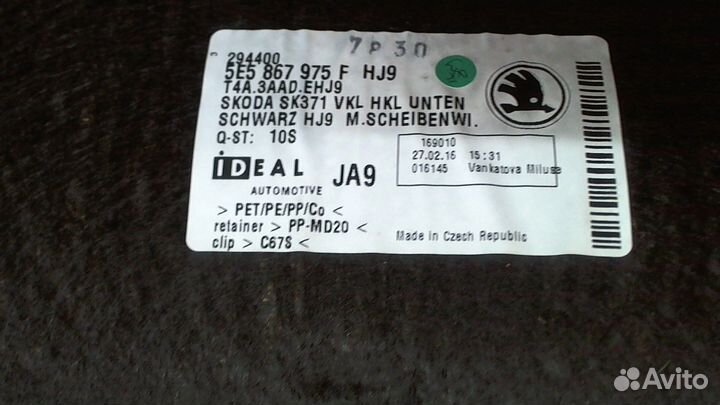 7P30
294400
5E5 867 975 F HJ9
T4A.3AAD.EHJ9
SKODA SK371 VKL HKL UNTEN
SCHWARZ HJ9 M.SCHEIBENWI.
Q-ST: 10S
169010
27.02.16 15:31
016145 Vankatova Milusa
iDEAL
AUTOMOTIVE
JA9
> PET/PE/PP/Co <
retainer > PP-MD20 <
clip > C67S <
Made in Czech Republic
Avito